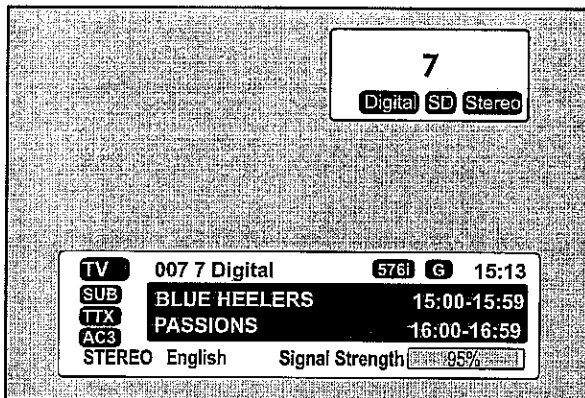 7
Digital SD Stereo
TV 007 7 Digital 576i G 15:13
SUB BLUE HEELERS 15:00-15:59
TTX
PASSIONS 16:00-16:59
AC3
STEREO English Signal Strength 95%